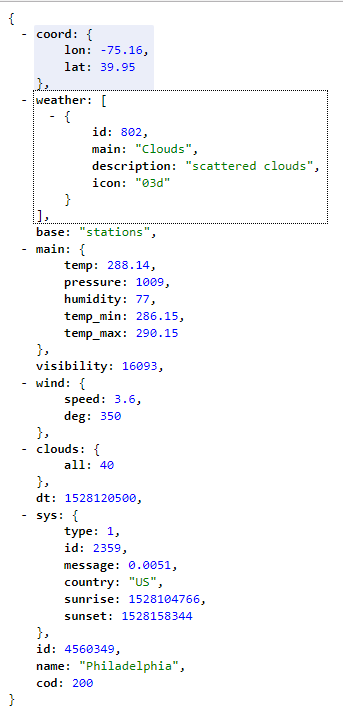 {
- coord: {
lon: -75.16,
lat: 39.95
},
- weather: [
- {
id: 802,
main: "Clouds",
description: "scattered clouds",
icon: "03d"
}
],
base: "stations",
- main: {
temp: 288.14,
pressure: 1009,
humidity: 77,
temp_min: 286.15,
temp_max: 290.15
},
visibility: 16093,
- wind: {
speed: 3.6,
deg: 350
},
- clouds: {
all: 40
},
dt: 1528120500,
- sys: {
type: 1,
id: 2359,
message: 0.0051,
country: "US",
sunrise: 1528104766,
sunset: 1528158344
},
id: 4560349,
name: "Philadelphia",
cod: 200
}